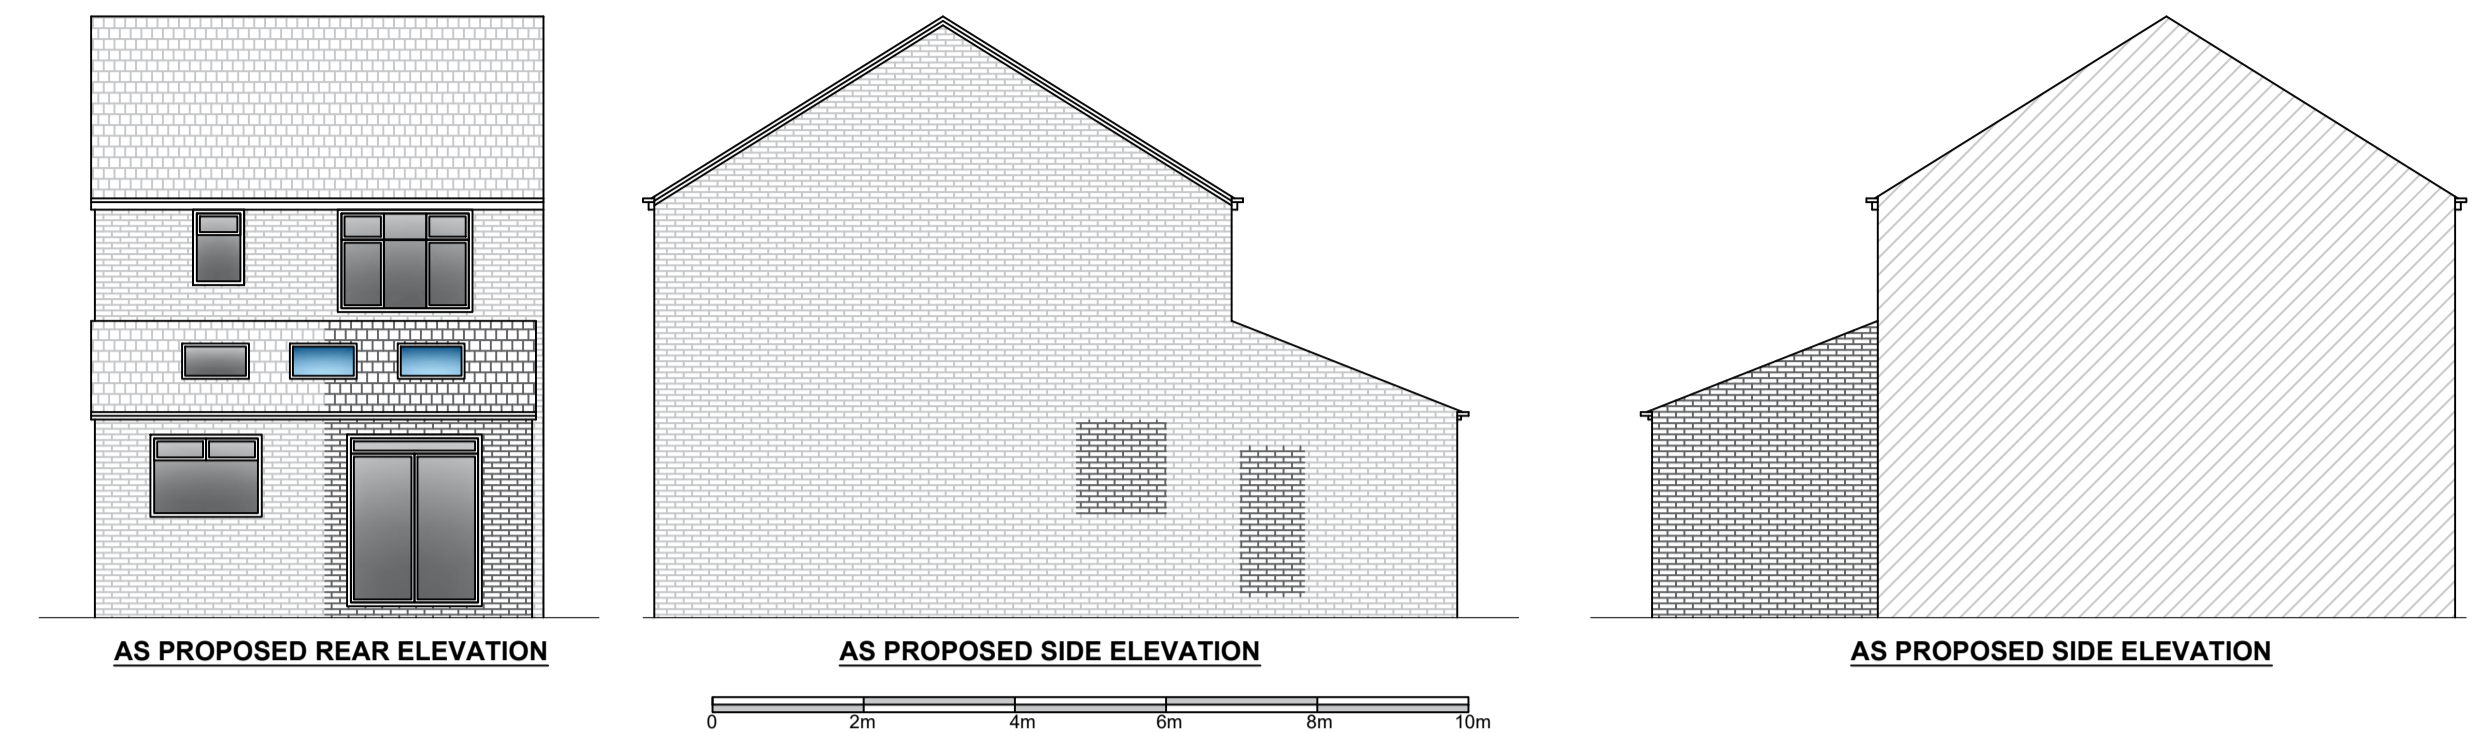 AS PROPOSED REAR ELEVATION
AS PROPOSED SIDE ELEVATION
AS PROPOSED SIDE ELEVATION
0 2m 4m 6m 8m 10m